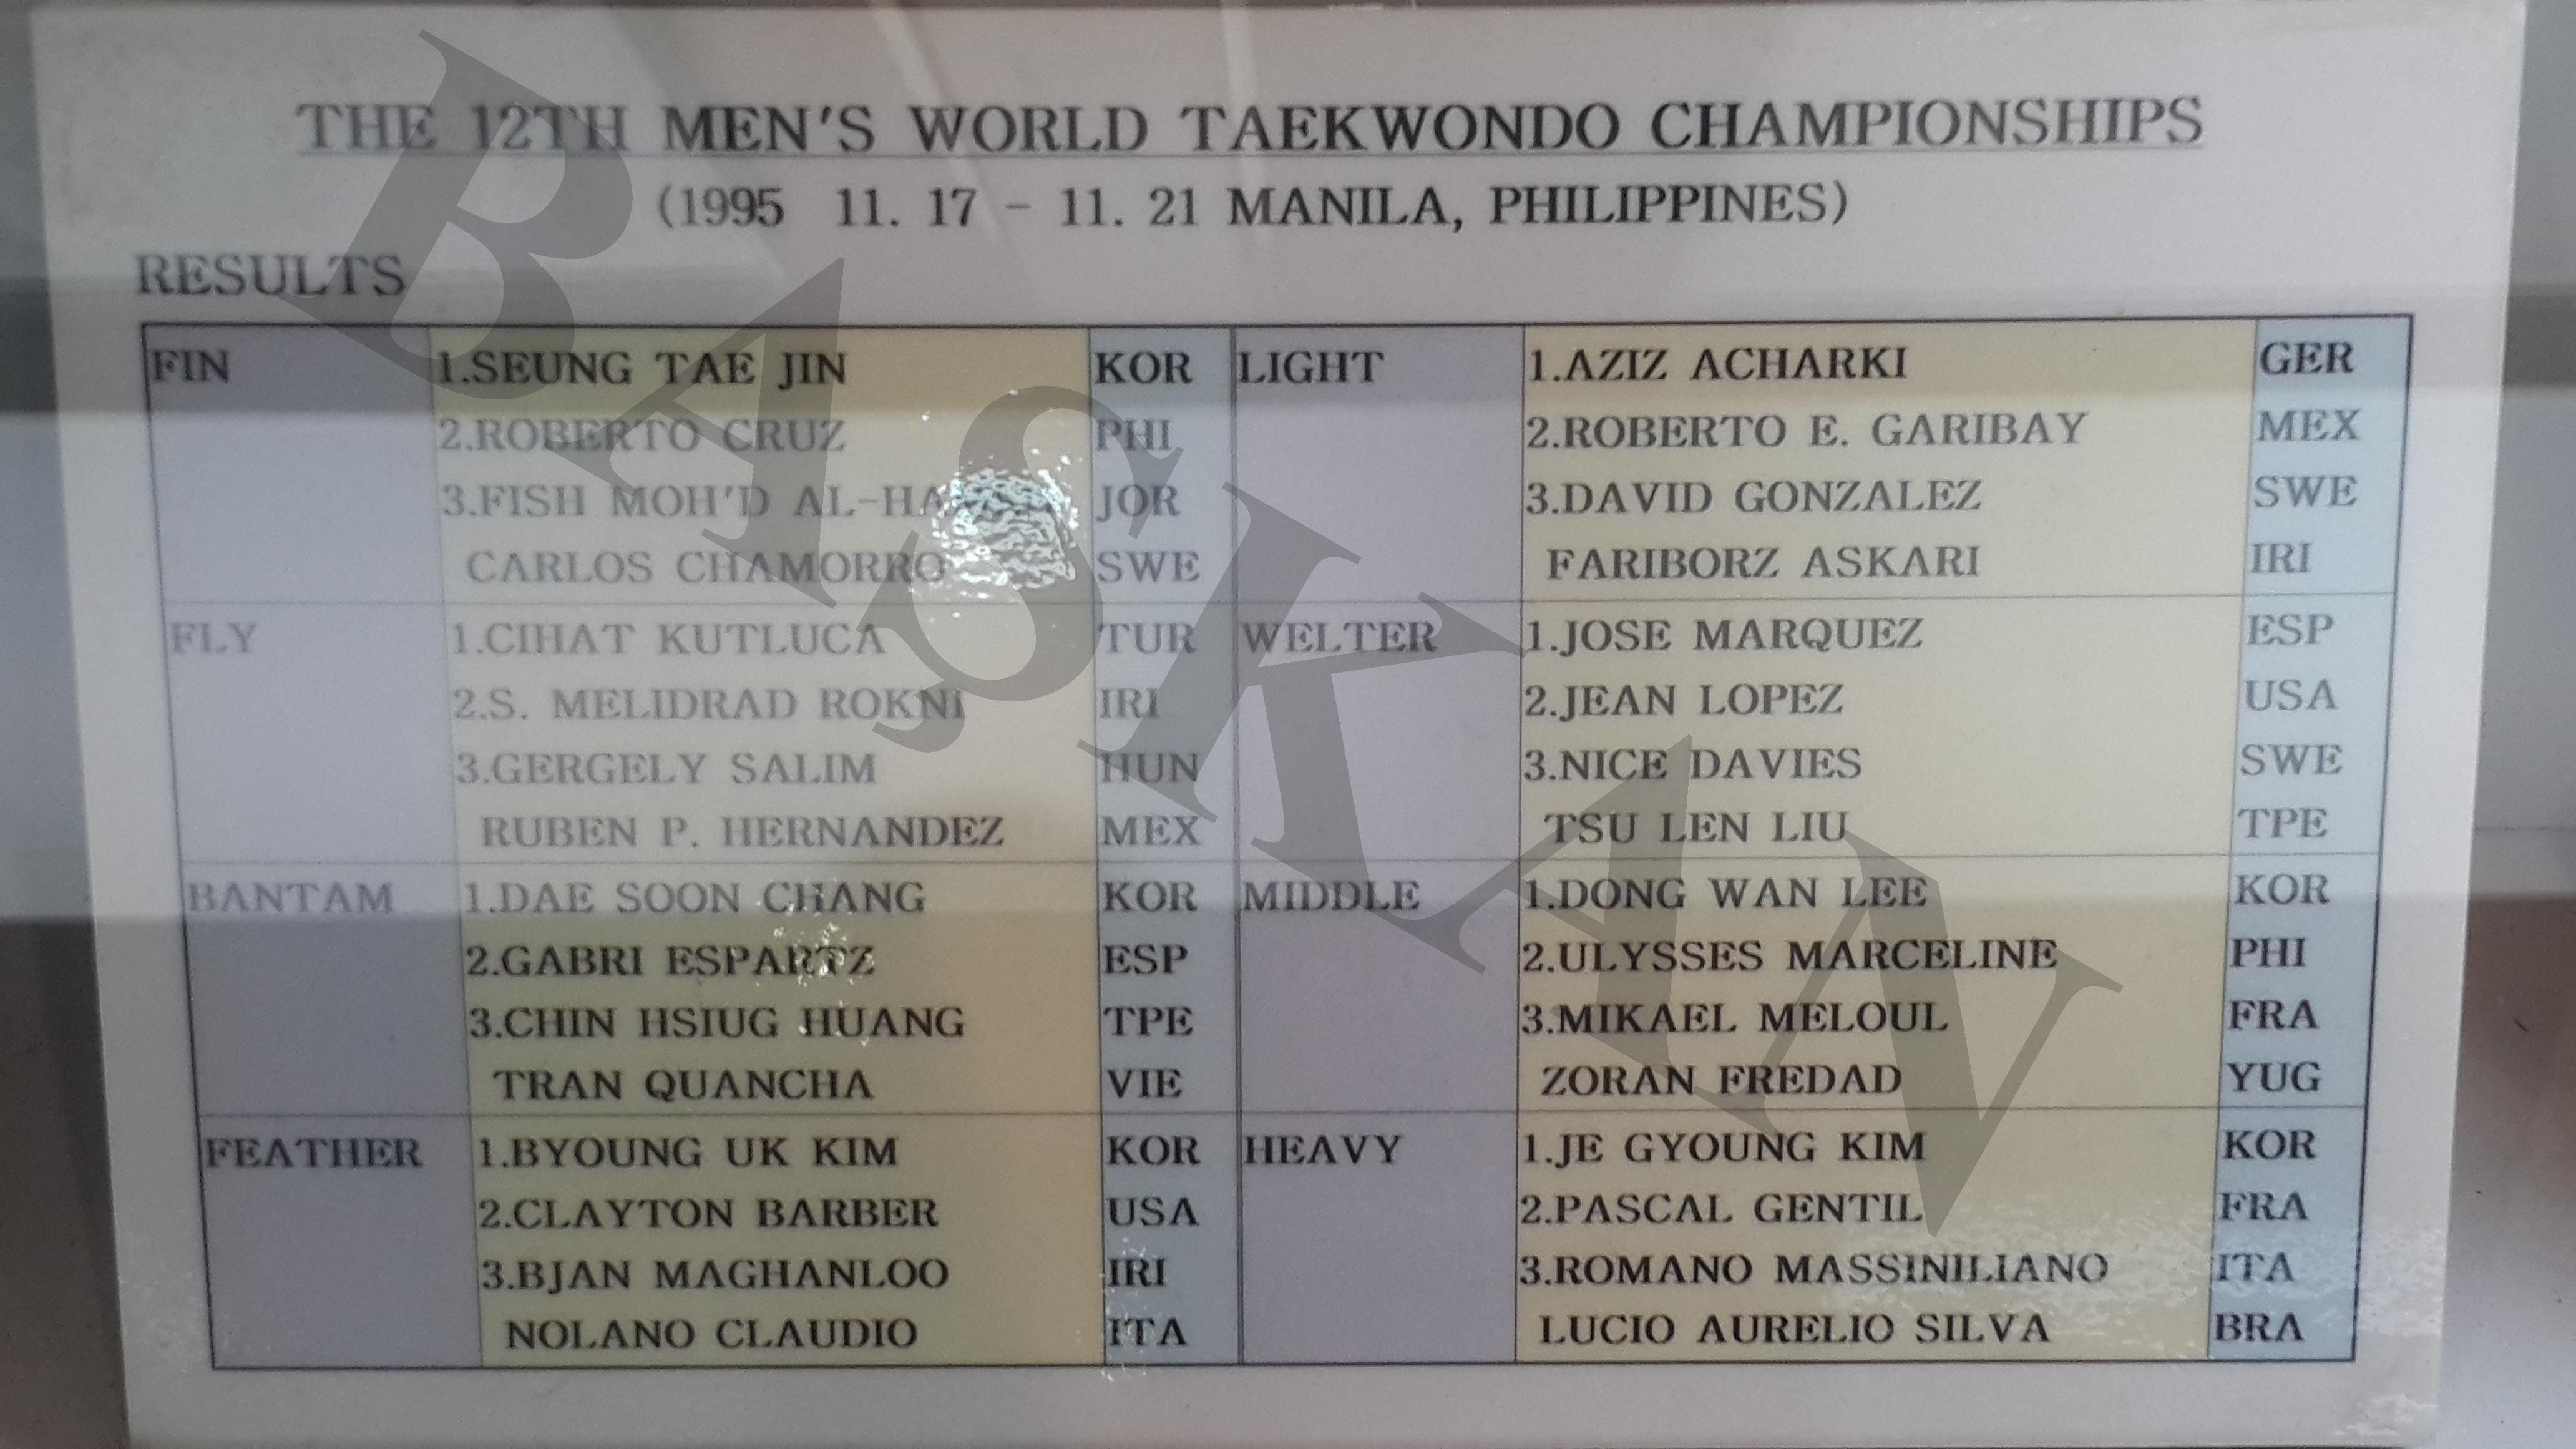 THE 12TH MEN'S WORLD TAEKWONDO CHAMPIONSHIPS
(1995 11. 17 - 11. 21 MANILA, PHILIPPINES)
RESULTS
FIN 1.SEUNG TAE JIN KOR
2.ROBERTO CRUZ PHI
3.FISH MOH'D JOR
CARLOS CHAMORRO SWE
FLY 1.CIHAT KUTLUCA TUR
2.S. MELIDRAD ROKNI IRI
3.GERGELY SALIM HUN
RUBEN P. HERNANDEZ MEX
BANTAM 1.DAE SOON CHANG KOR
2.GABRI ESPARTZ ESP
3.CHIN HSIUG HUANG TPE
TRAN QUANCHA VIE
FEATHER 1.BYOUNG UK KIM KOR
2.CLAYTON BARBER USA
3.BJAN MAGHANLOO IRI
NOLANO CLAUDIO ITA
LIGHT 1.AZIZ ACHARKI GER
2.ROBERTO E. GARIBAY MEX
3.DAVID GONZALEZ SWE
FARIBORZ ASKARI IRI
WELTER 1.JOSE MARQUEZ ESP
2.JEAN LOPEZ USA
3.NICE DAVIES SWE
TSU LEN LIU TPE
MIDDLE 1.DONG WAN LEE KOR
2.ULYSSES MARCELINE PHI
3.MIKAEL MELOUL FRA
ZORAN FREDAD YUG
HEAVY 1.JE GYOUNG KIM KOR
2.PASCAL GENTIL FRA
3.ROMANO MASSINILIANO ITA
LUCIO AURELIO SILVA BRA
BASKAN